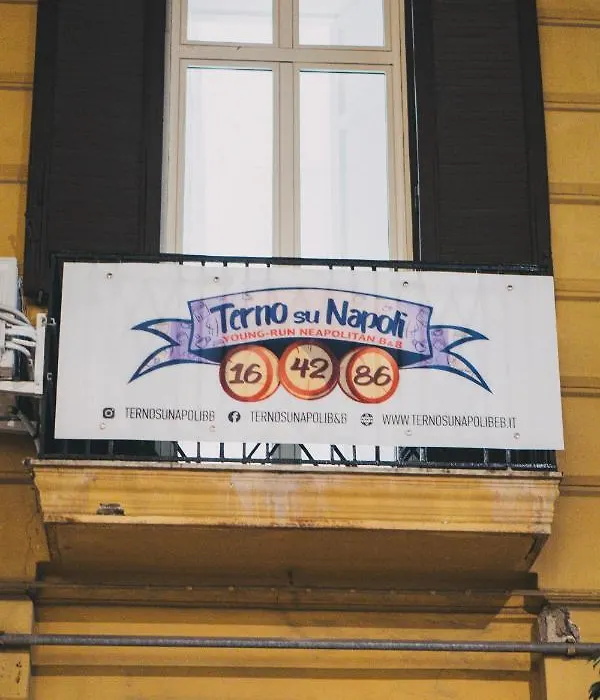 Terno su Napoli
YOUNG-RUN NEAPOLITAN B&B
16 42 86
TERNOSUNAPOLIBB TERNOSUNAPOLIB&B WWW.TERNOSUNAPOLIBEB.IT